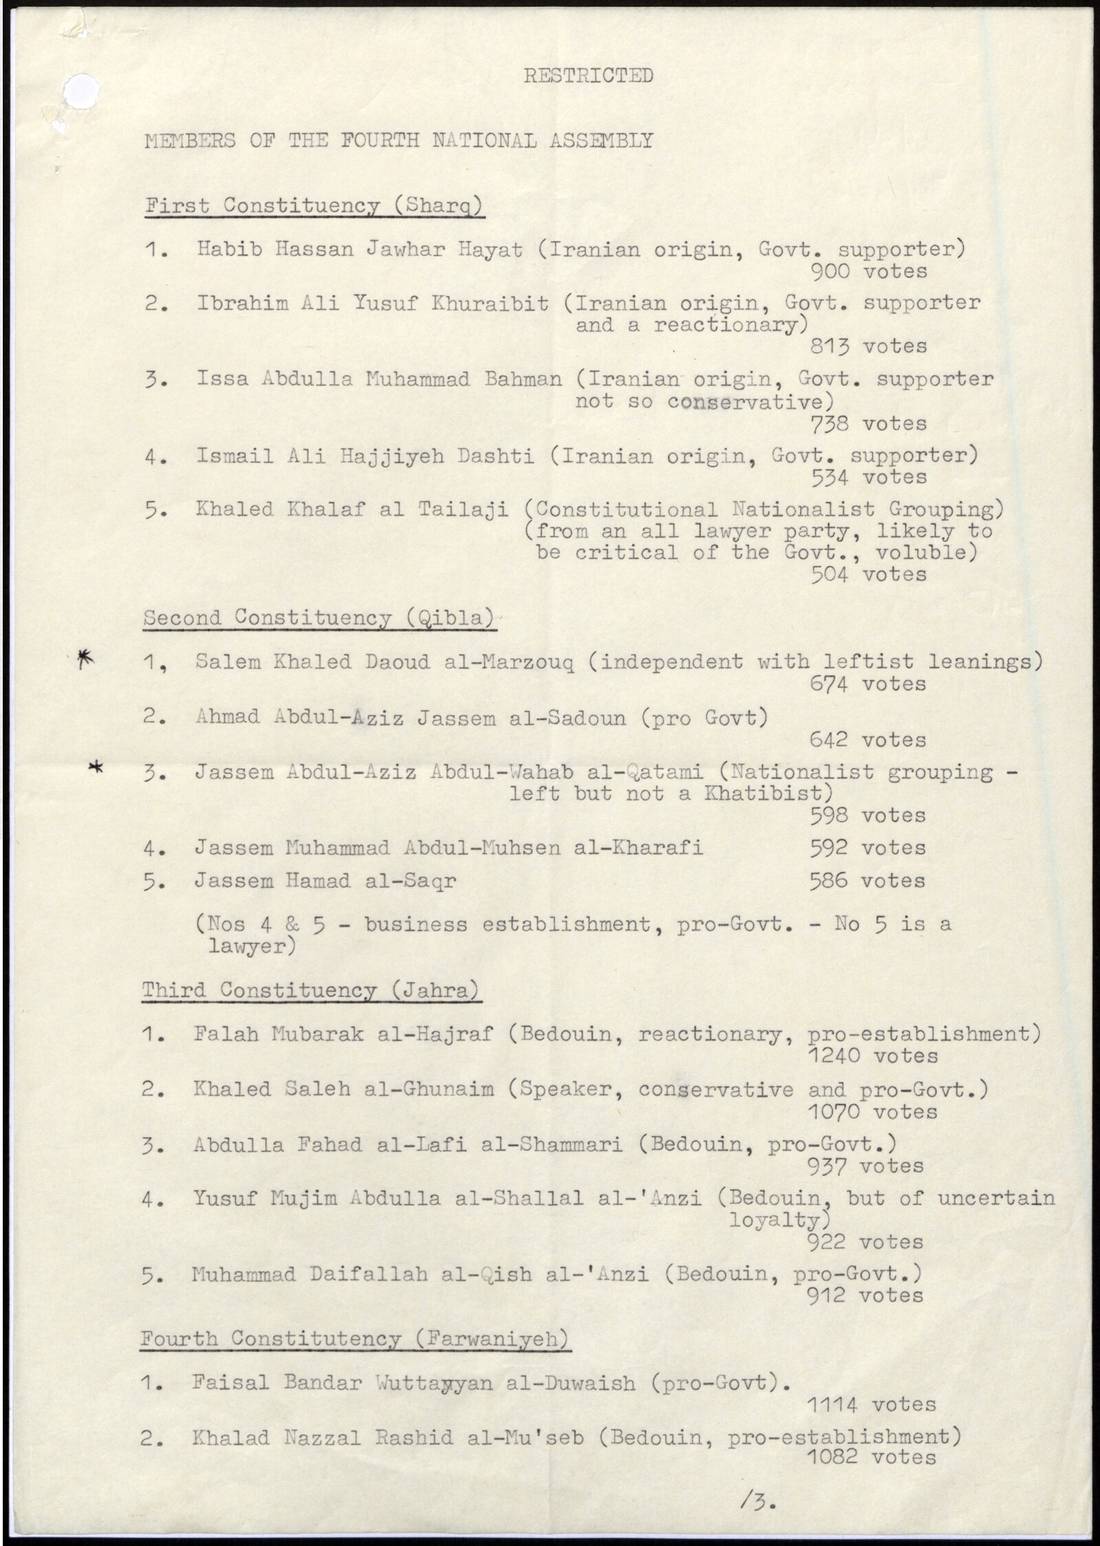 RESTRICTED
MEMBERS OF THE FOURTH NATIONAL ASSEMBLY
First Constituency (Sharq)
1. Habib Hassan Jawhar Hayat (Iranian origin, Govt. supporter)
900 votes
2. Ibrahim Ali Yusuf Khuraibit (Iranian origin, Govt. supporter
and a reactionary)
813 votes
3. Issa Abdulla Muhammad Bahman (Iranian origin, Govt. supporter
not so conservative)
738 votes
4. Ismail Ali Hajjiyeh Dashti (Iranian origin, Govt. supporter)
534 votes
5. Khaled Khalaf al Tailaji (Constitutional Nationalist Grouping)
(from an all lawyer party, likely to
be critical of the Govt., voluble)
504 votes
Second Constituency (Qibla)
* 1, Salem Khaled Daoud al-Marzouq (independent with leftist leanings)
674 votes
2. Ahmad Abdul-Aziz Jassem al-Sadoun (pro Govt)
642 votes
* 3. Jassem Abdul-Aziz Abdul-Wahab al-Qatami (Nationalist grouping -
left but not a Khatibist)
598 votes
4. Jassem Muhammad Abdul-Muhsen al-Kharafi 592 votes
5. Jassem Hamad al-Saqr 586 votes
(Nos 4 & 5 - business establishment, pro-Govt. - No 5 is a
lawyer)
Third Constituency (Jahra)
1. Falah Mubarak al-Hajraf (Bedouin, reactionary, pro-establishment)
1240 votes
2. Khaled Saleh al-Ghunaim (Speaker, conservative and pro-Govt.)
1070 votes
3. Abdulla Fahad al-Lafi al-Shammari (Bedouin, pro-Govt.)
937 votes
4. Yusuf Mujim Abdulla al-Shallal al-'Anzi (Bedouin, but of uncertain
loyalty)
922 votes
5. Muhammad Daifallah al-Qish al-'Anzi (Bedouin, pro-Govt.)
912 votes
Fourth Constitutency (Farwaniyeh)
1. Faisal Bandar Wuttayyan al-Duwaish (pro-Govt).
1114 votes
2. Khalad Nazzal Rashid al-Mu'seb (Bedouin, pro-establishment)
1082 votes
/3.